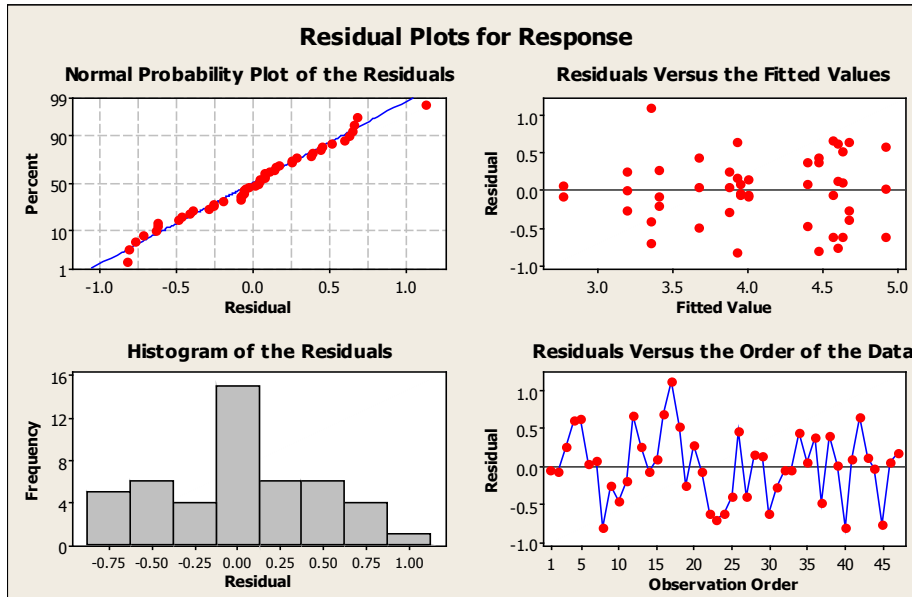 Residual Plots for Response
Normal Probability Plot of the Residuals
99
90
50
10
1
Percent
-1.0 -0.5 0.0 0.5 1.0
Residual
Residuals Versus the Fitted Values
1.0
0.5
0.0
-0.5
-1.0
Residual
3.0 3.5 4.0 4.5 5.0
Fitted Value
Histogram of the Residuals
16
12
8
4
0
Frequency
-0.75 -0.50 -0.25 0.00 0.25 0.50 0.75 1.00
Residual
Residuals Versus the Order of the Data
1.0
0.5
0.0
-0.5
-1.0
Residual
1 5 10 15 20 25 30 35 40 45
Observation Order